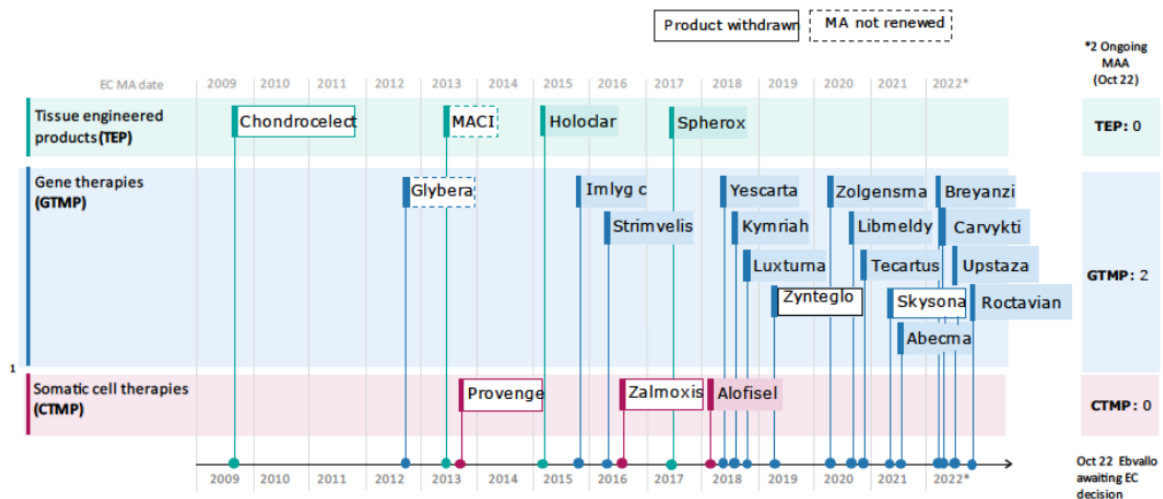 Product withdrawn
MA not renewed
*2 Ongoing
MAA
(Oct 22)
EC MA date
2009 2010 2011 2012 2013 2014 2015 2016 2017 2018 2019 2020 2021 2022*
Tissue engineered
products(TEP)
Chondrocelect
MACI
Holoclar
Spherox
TEP: 0
Gene therapies
(GTMP)
Glybera
Imlyg c
Yescarta
Zolgensma
Breyanzi
Strimvelis
Kymriah
Libmeldy
Carvykti
Luxturna
Tecartus
Upstaza
GTMP: 2
Zynteglo
Skysona
Roctavian
Abecma
1
Somatic cell therapies
(CTMP)
Provenge
Zalmoxis
Alofisel
CTMP: 0
2009 2010 2011 2012 2013 2014 2015 2016 2017 2018 2019 2020 2021 2022*
Oct 22 Ebvallo
awaiting EC
decision